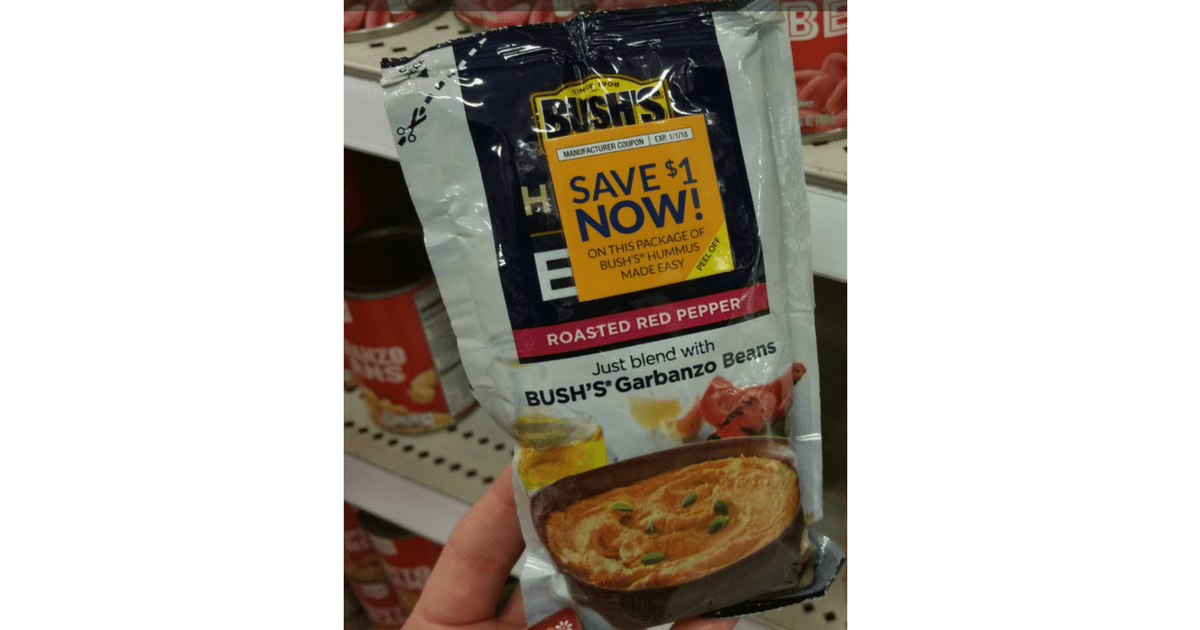 SINCE 1908
BUSH'S
MANUFACTURER COUPON EXP. 1/1/18
SAVE $1
NOW!
ON THIS PACKAGE OF
BUSH'S® HUMMUS
MADE EASY
PEEL OFF
H
E
ROASTED RED PEPPER
Just blend with
BUSH'S® Garbanzo Beans
BE